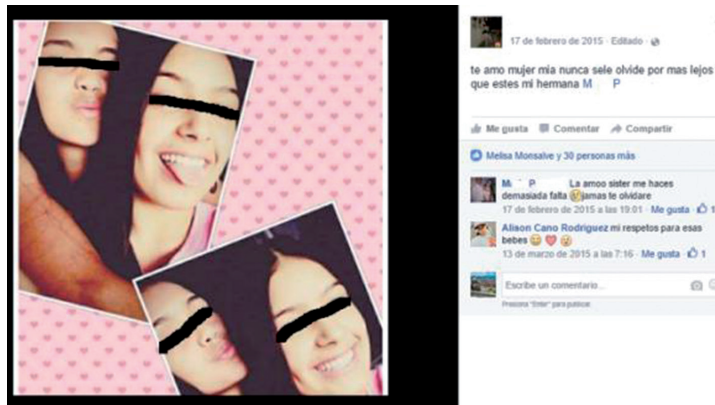 17 de febrero de 2015 · Editado ·
te amo mujer mia nunca sele olvide por mas lejos
que estes mi hermana M P
Me gusta Comentar Compartir
Melisa Monsalve y 30 personas más
M P La amoo sister me haces
demasiada falta jamas te olvidare
17 de febrero de 2015 a las 19:01 · Me gusta · 1
Alison Cano Rodriguez mi respetos para esas
bebes
13 de marzo de 2015 a las 7:16 · Me gusta · 1
Escribe un comentario...
Presiona "Enter" para publicar.